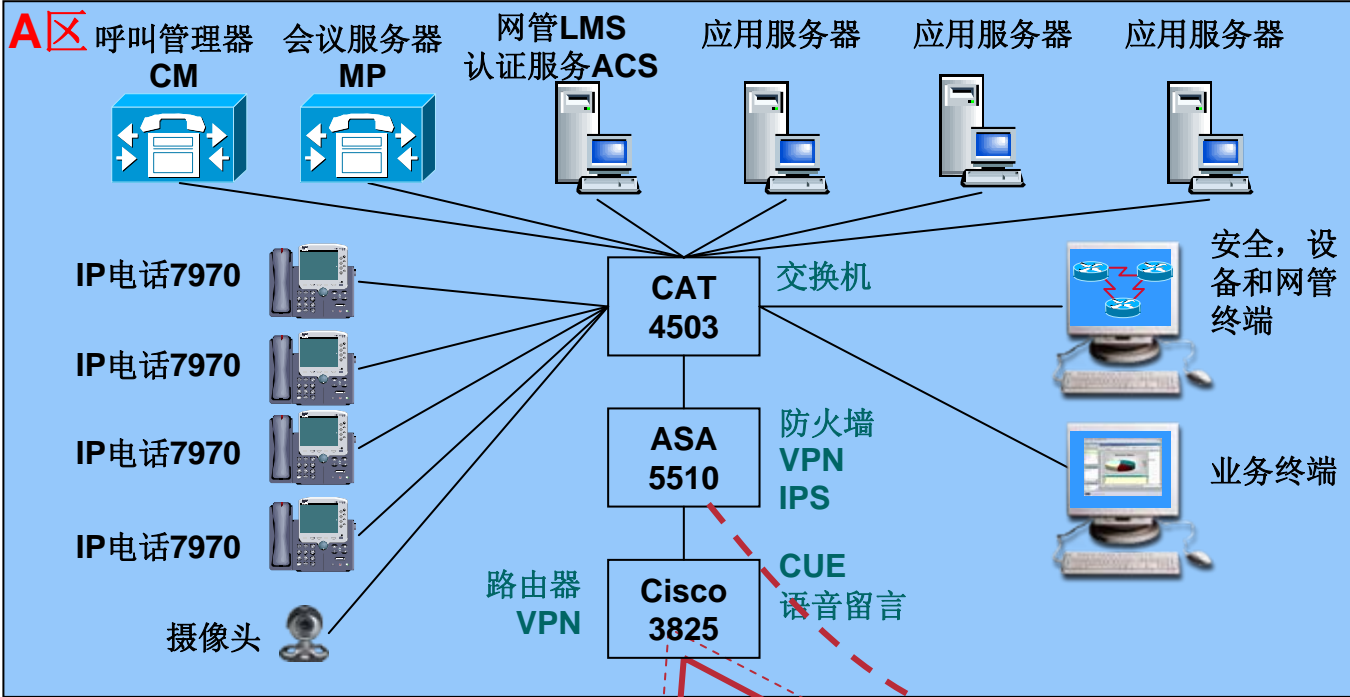 A区
呼叫管理器
CM
会议服务器
MP
网管LMS
认证服务ACS
应用服务器
应用服务器
应用服务器
IP电话7970
IP电话7970
IP电话7970
IP电话7970
摄像头
CAT
4503
交换机
ASA
5510
防火墙
VPN
IPS
路由器
VPN
Cisco
3825
CUE
语音留言
安全，设
备和网管
终端
业务终端